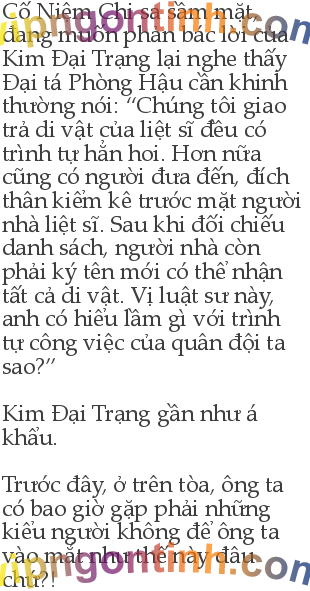 Cố Niệm Chi sa sầm mặt
đang muốn phản bác lời của
Kim Đại Trạng lại nghe thấy
Đại tá Phòng Hậu cần khinh
thường nói: “Chúng tôi giao
trả di vật của liệt sĩ đều có
trình tự hẳn hoi. Hơn nữa
cũng có người đưa đến, đích
thân kiểm kê trước mặt người
nhà liệt sĩ. Sau khi đối chiếu
danh sách, người nhà còn
phải ký tên mới có thể nhận
tất cả di vật. Vị luật sư này,
anh có hiểu lầm gì với trình
tự công việc của quân đội ta
sao?”
Kim Đại Trạng gần như á
khẩu.
Trước đây, ở trên tòa, ông ta
có bao giờ gặp phải những
kiểu người không để ông ta
vào mắt như thế này đâu
chứ?!
vipngontinh.com
vipngontinh.com